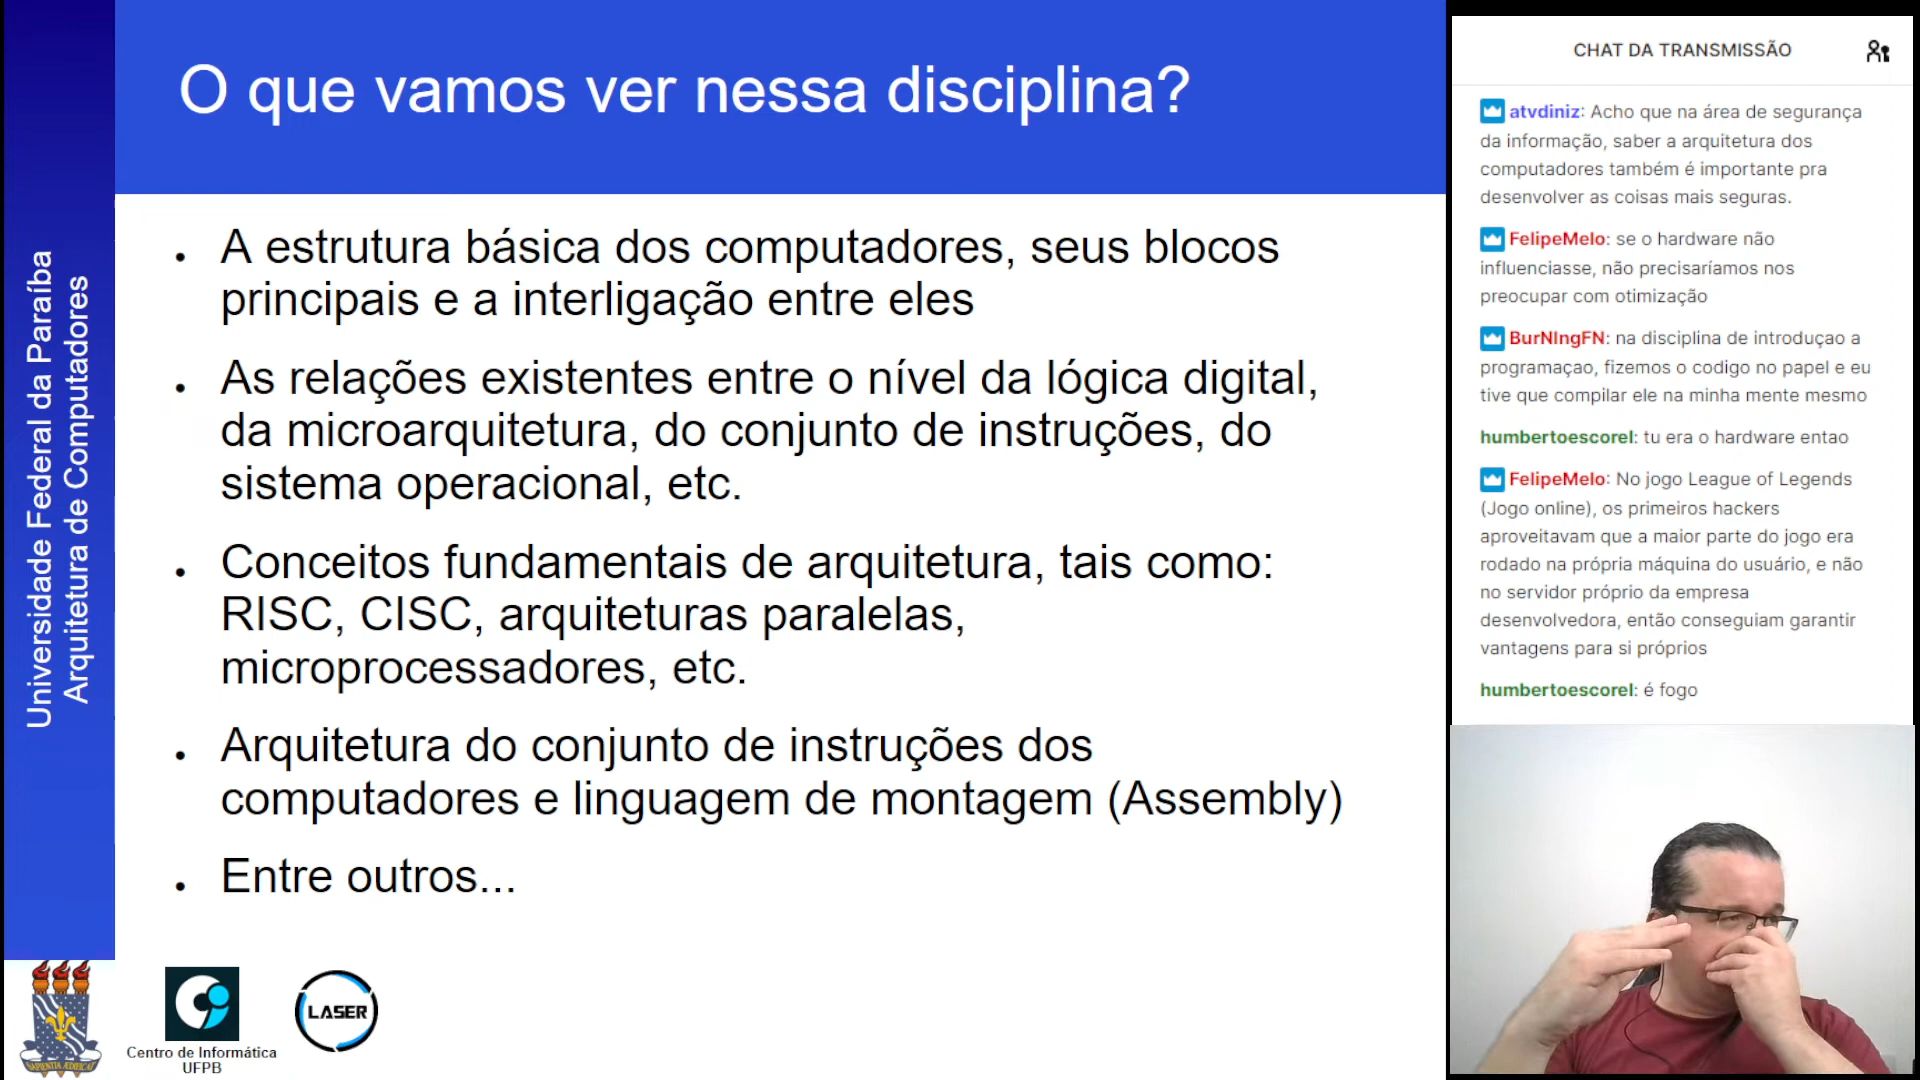 Universidade Federal da Paraíba
Arquitetura de Computadores
O que vamos ver nessa disciplina?
• A estrutura básica dos computadores, seus blocos
principais e a interligação entre eles
• As relações existentes entre o nível da lógica digital,
da microarquitetura, do conjunto de instruções, do
sistema operacional, etc.
• Conceitos fundamentais de arquitetura, tais como:
RISC, CISC, arquiteturas paralelas,
microprocessadores, etc.
• Arquitetura do conjunto de instruções dos
computadores e linguagem de montagem (Assembly)
• Entre outros...
SAPIENTIA ÆDIFICAT
Centro de Informática
UFPB
LASER
CHAT DA TRANSMISSÃO
atvdiniz: Acho que na área de segurança
da informação, saber a arquitetura dos
computadores também é importante pra
desenvolver as coisas mais seguras.
FelipeMelo: se o hardware não
influenciasse, não precisaríamos nos
preocupar com otimização
BurNIngFN: na disciplina de introduçao a
programaçao, fizemos o codigo no papel e eu
tive que compilar ele na minha mente mesmo
humbertoescorel: tu era o hardware entao
FelipeMelo: No jogo League of Legends
(Jogo online), os primeiros hackers
aproveitavam que a maior parte do jogo era
rodado na própria máquina do usuário, e não
no servidor próprio da empresa
desenvolvedora, então conseguiam garantir
vantagens para si próprios
humbertoescorel: é fogo